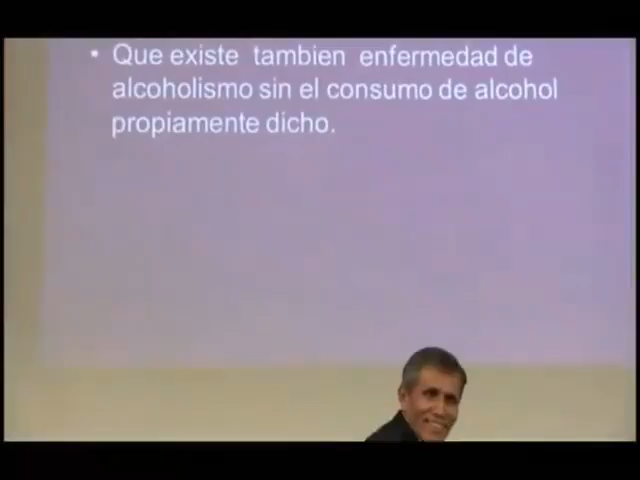 • Que existe tambien enfermedad de
alcoholismo sin el consumo de alcohol
propiamente dicho.